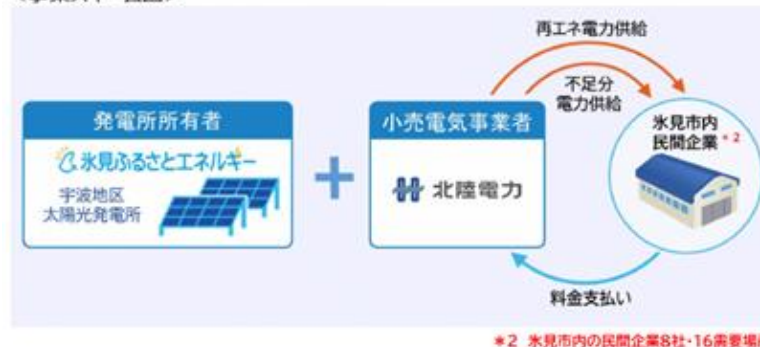 再エネ電力供給
不足分
電力供給
発電所所有者
氷見ふるさとエネルギー
宇波地区
太陽光発電所
+
小売電気事業者
北陸電力
氷見市内
民間企業 *2
料金支払い
*2 氷見市内の民間企業8社・16需要場